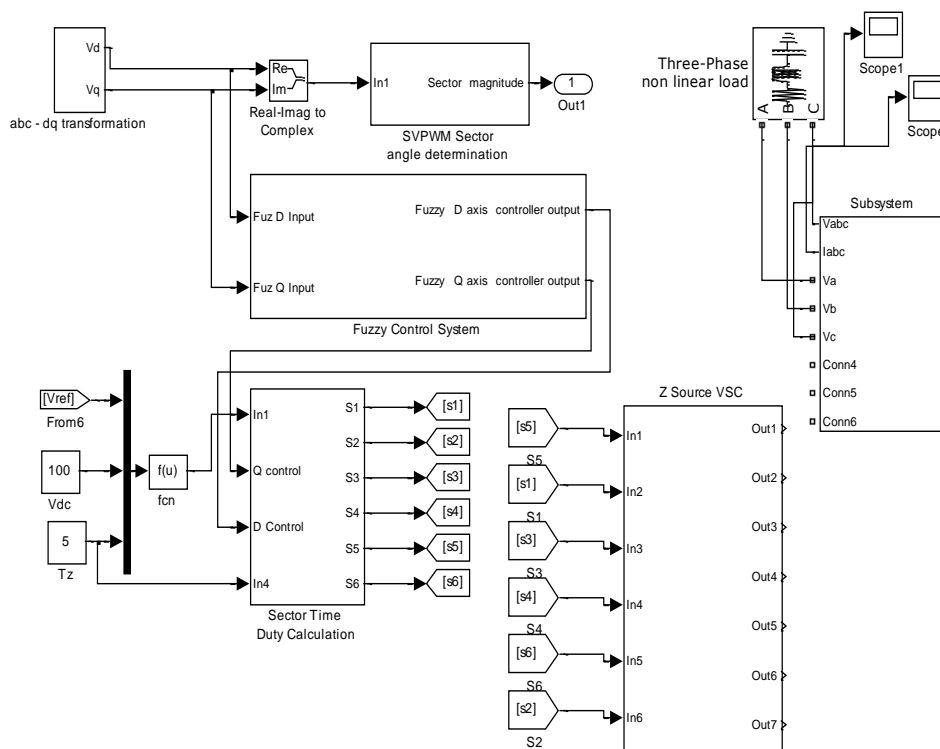 Vd
Vq
abc - dq transformation
Re
Im
Real-Imag to
Complex
In1
Sector magnitude
SVPWM Sector
angle determination
1
Out1
Three-Phase
non linear load
A
B
C
Scope1
Scope
Fuz D Input
Fuz Q Input
Fuzzy D axis controller output
Fuzzy Q axis controller output
Fuzzy Control System
Subsystem
Vabc
Iabc
Va
Vb
Vc
Conn4
Conn5
Conn6
[Vref]
From6
100
Vdc
5
Tz
f(u)
fcn
In1
Q control
D Control
In4
S1
S2
S3
S4
S5
S6
Sector Time
Duty Calculation
[s1]
[s2]
[s3]
[s4]
[s5]
[s6]
Z Source VSC
[s5]
S5
[s1]
S1
[s3]
S3
[s4]
S4
[s6]
S6
[s2]
S2
In1
In2
In3
In4
In5
In6
Out1
Out2
Out3
Out4
Out5
Out6
Out7